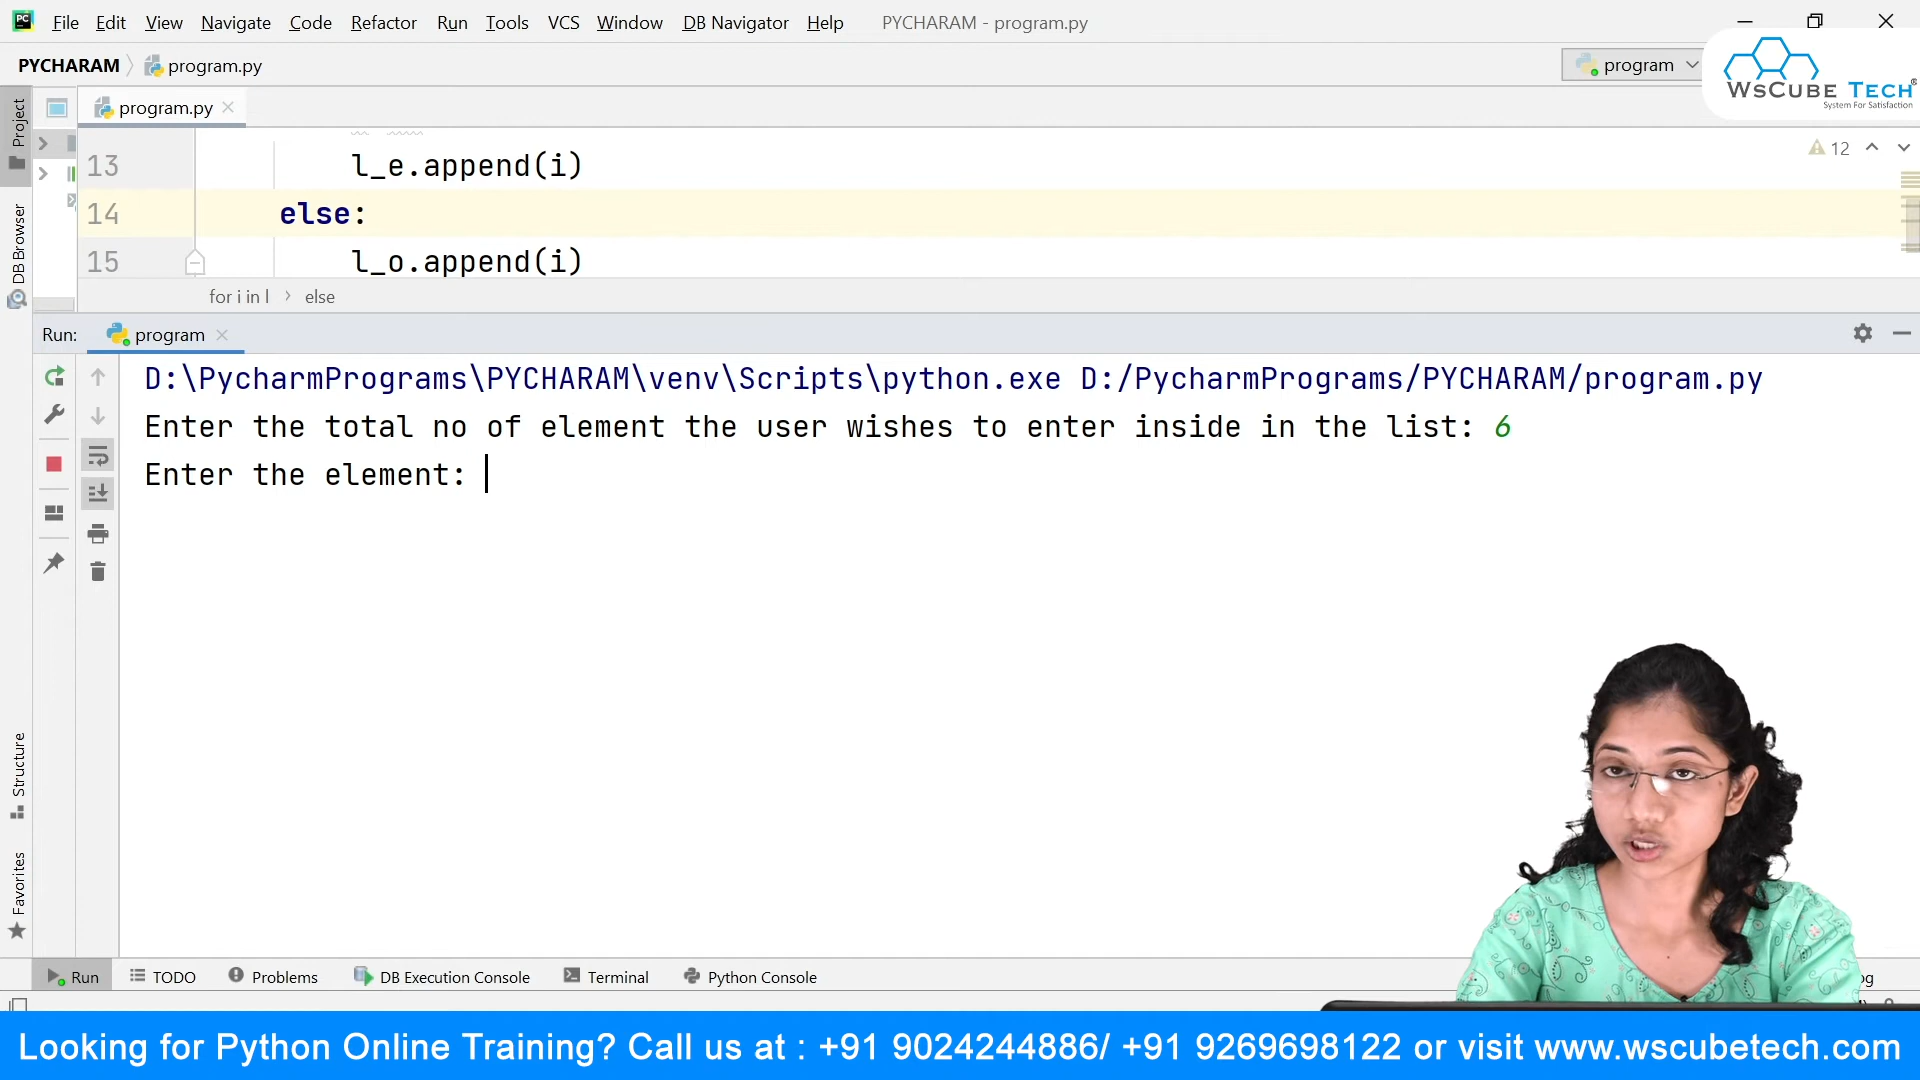 PC File Edit View Navigate Code Refactor Run Tools VCS Window DB Navigator Help PYCHARAM - program.py
PYCHARAM program.py program
WsCube Tech®
System For Satisfaction
program.py
Project
DB Browser
Structure
Favorites
12
13 l_e.append(i)
14 else:
15 l_o.append(i)
for i in l › else
Run: program
D:\PycharmPrograms\PYCHARAM\venv\Scripts\python.exe D:/PycharmPrograms/PYCHARAM/program.py
Enter the total no of element the user wishes to enter inside in the list: 6
Enter the element:
Run TODO Problems DB Execution Console Terminal Python Console
Looking for Python Online Training? Call us at : +91 9024244886/ +91 9269698122 or visit www.wscubetech.com